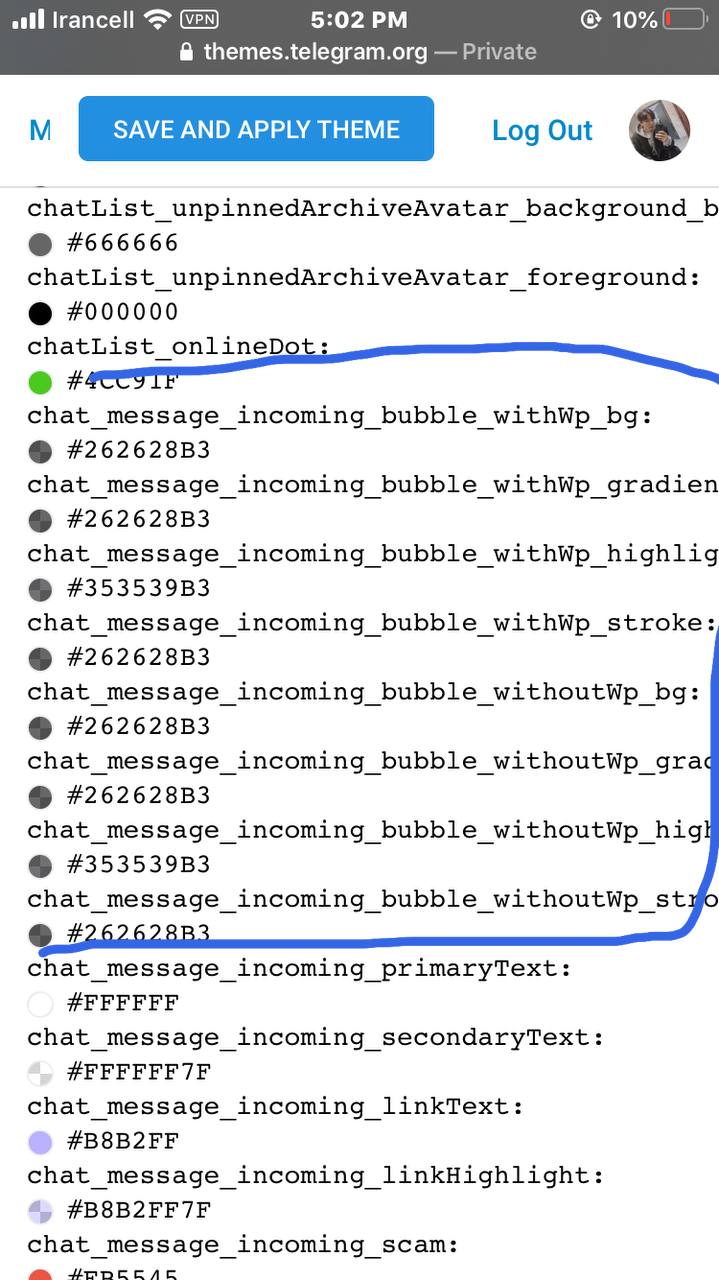 Irancell VPN 5:02 PM 10%
themes.telegram.org — Private
M SAVE AND APPLY THEME Log Out
chatList_unpinnedArchiveAvatar_background_b
#666666
chatList_unpinnedArchiveAvatar_foreground:
#000000
chatList_onlineDot:
#4CC91F
chat_message_incoming_bubble_withWp_bg:
#262628B3
chat_message_incoming_bubble_withWp_gradien
#262628B3
chat_message_incoming_bubble_withWp_highlig
#353539B3
chat_message_incoming_bubble_withWp_stroke:
#262628B3
chat_message_incoming_bubble_withoutWp_bg:
#262628B3
chat_message_incoming_bubble_withoutWp_grad
#262628B3
chat_message_incoming_bubble_withoutWp_high
#353539B3
chat_message_incoming_bubble_withoutWp_stro
#262628B3
chat_message_incoming_primaryText:
#FFFFFF
chat_message_incoming_secondaryText:
#FFFFFF7F
chat_message_incoming_linkText:
#B8B2FF
chat_message_incoming_linkHighlight:
#B8B2FF7F
chat_message_incoming_scam:
#EB5545